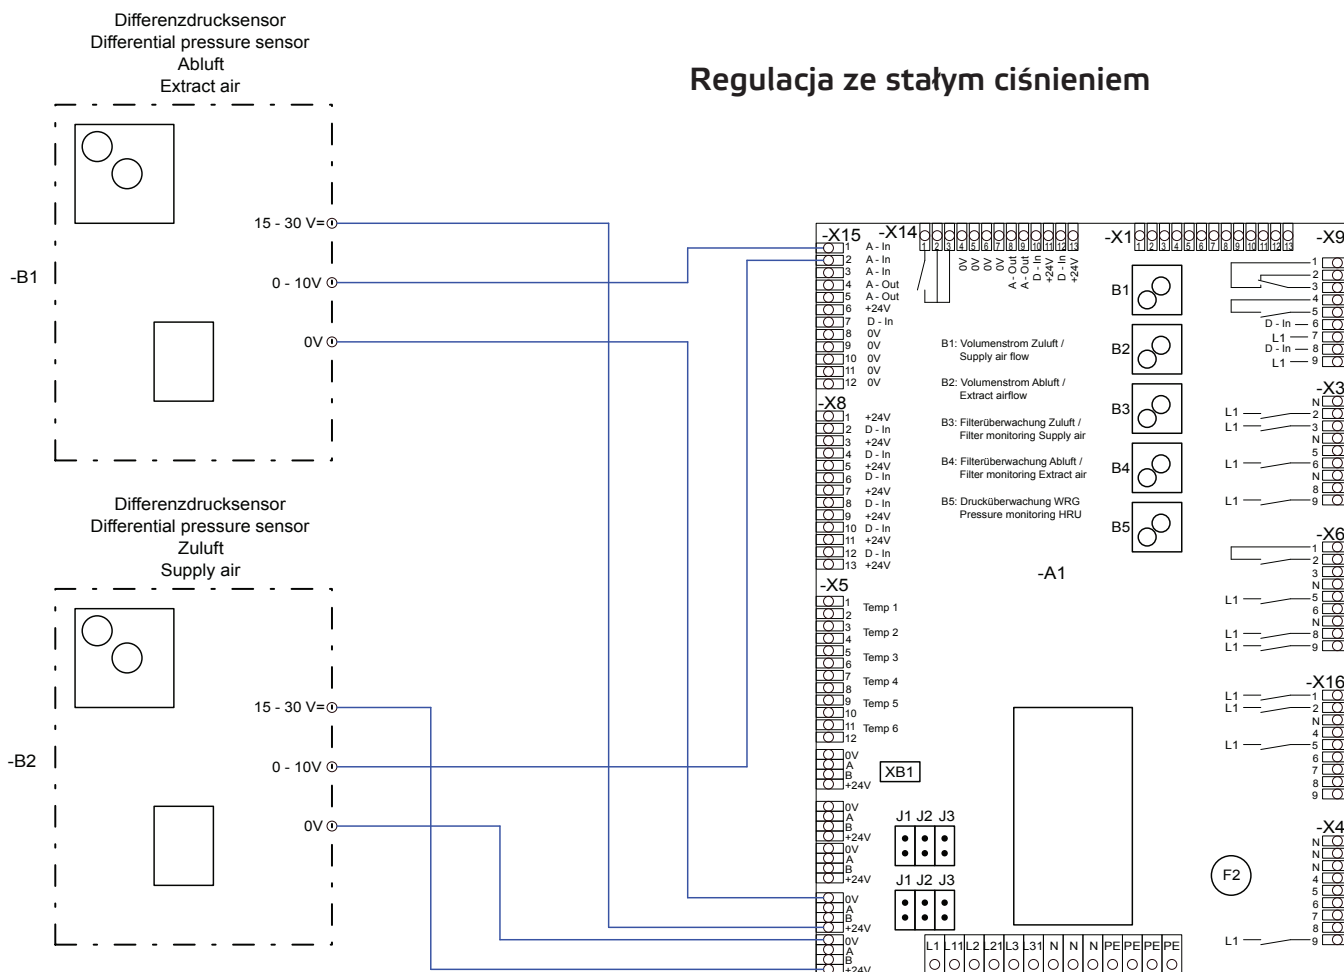 Differenzdrucksensor
Differential pressure sensor
Abluft
Extract air
Regulacja ze stałym ciśnieniem
-B1
15 - 30 V=
0 - 10V
0V
Differenzdrucksensor
Differential pressure sensor
Zuluft
Supply air
-B2
15 - 30 V=
0 - 10V
0V
-X15
1 A - In
2 A - In
3 A - In
4 A - Out
5 A - Out
6 +24V
7 D - In
8 0V
9 0V
10 0V
11 0V
12 0V
-X14
1 2 3 4 5 6 7 8 9 10 11 12 13
0V 0V 0V 0V A - Out A - Out D - In +24V D - In +24V
-X1
1 2 3 4 5 6 7 8 9 10 11 12 13
B1
B2
B3
B4
B5
B1: Volumenstrom Zuluft /
Supply air flow
B2: Volumenstrom Abluft /
Extract airflow
B3: Filterüberwachung Zuluft /
Filter monitoring Supply air
B4: Filterüberwachung Abluft /
Filter monitoring Extract air
B5: Drucküberwachung WRG
Pressure monitoring HRU
-A1
-X8
1 +24V
2 D - In
3 +24V
4 D - In
5 +24V
6 D - In
7 +24V
8 D - In
9 +24V
10 D - In
11 +24V
12 D - In
13 +24V
-X5
1 Temp 1
2
3 Temp 2
4
5 Temp 3
6
7 Temp 4
8
9 Temp 5
10
11 Temp 6
12
0V
A
B
+24V
XB1
0V
A
B
+24V
0V
A
B
+24V
0V
A
B
+24V
0V
A
B
+24V
J1 J2 J3
J1 J2 J3
L1 L11 L2 L21 L3 L31 N N N PE PE PE PE
F2
-X9
1
2
3
4
5
D - In 6
L1 7
D - In 8
L1 9
-X3
N
L1 2
L1 3
N
5
L1 6
N
8
L1 9
-X6
1
2
3
N
L1 5
6
N
L1 8
L1 9
-X16
L1 1
L1 2
N
4
L1 5
6
7
8
9
-X4
N
N
N
4
5
6
7
8
L1 9